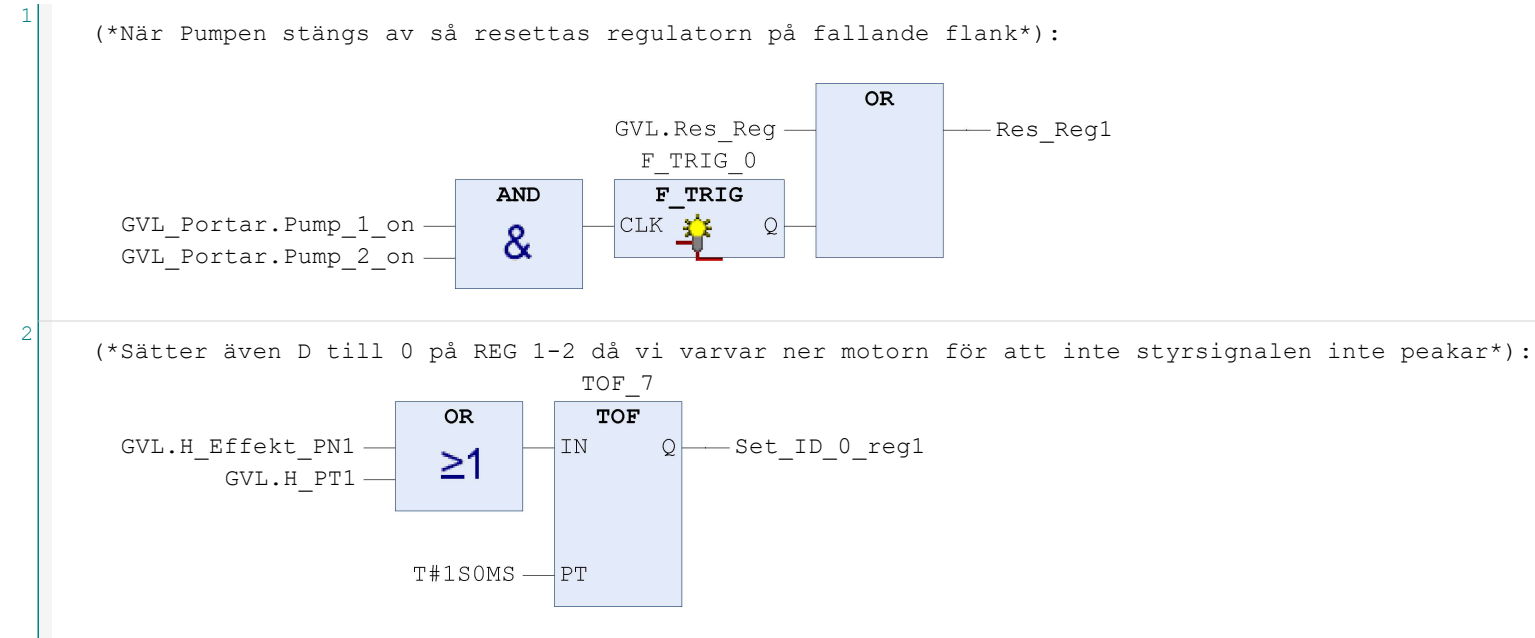 1
(*När Pumpen stängs av så resettas regulatorn på fallande flank*):
OR
GVL.Res_Reg
Res_Reg1
F_TRIG_0
AND
F_TRIG
GVL_Portar.Pump_1_on
&
CLK
Q
GVL_Portar.Pump_2_on
2
(*Sätter även D till 0 på REG 1-2 då vi varvar ner motorn för att inte styrsignalen inte peakar*):
TOF_7
OR
TOF
GVL.H_Effekt_PN1
≥1
IN
Q
Set_ID_0_reg1
GVL.H_PT1
T#1S0MS
PT